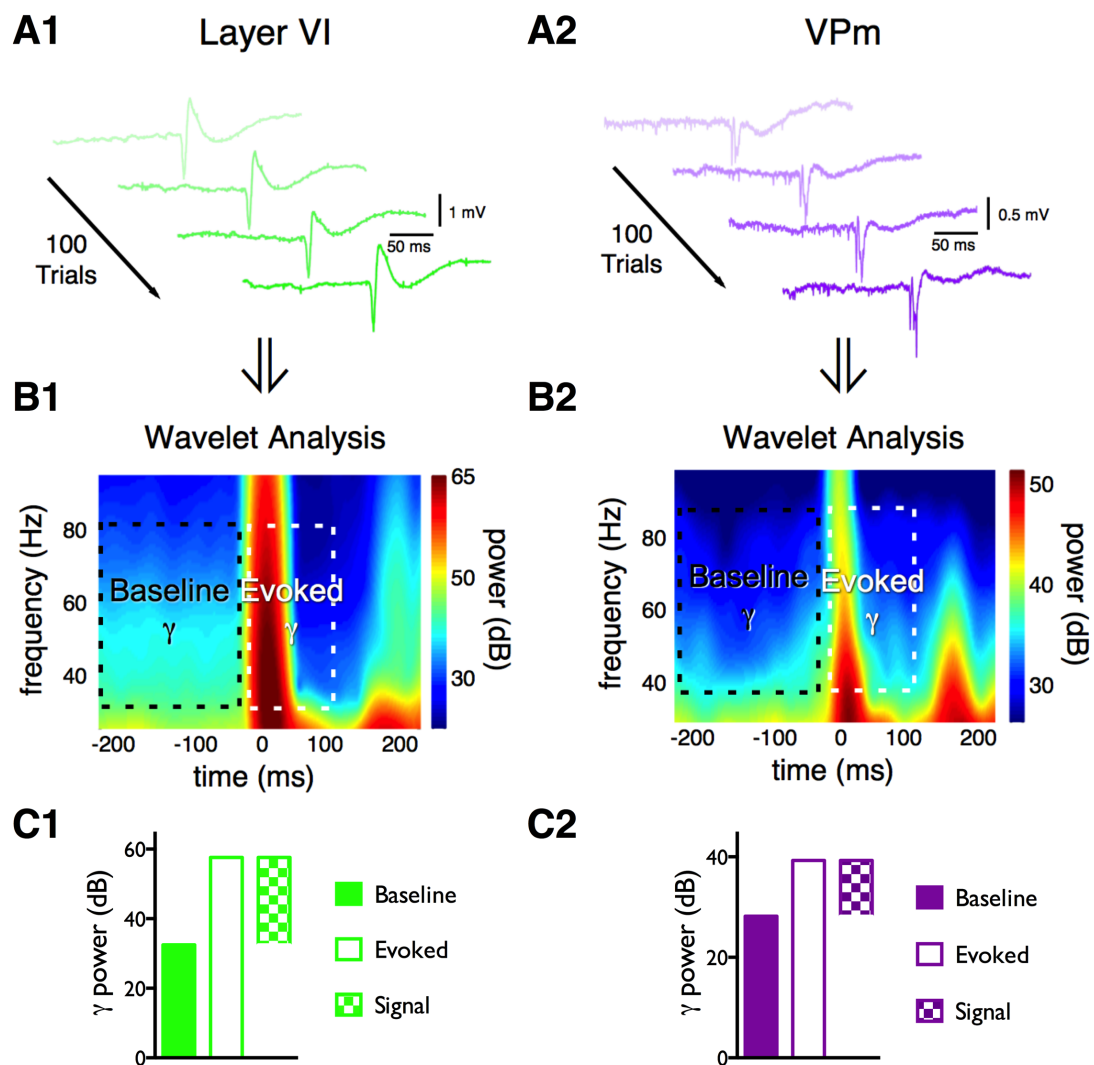 A1
Layer VI
100
Trials
1 mV
50 ms
A2
VPm
100
Trials
0.5 mV
50 ms
B1
Wavelet Analysis
frequency (Hz)
80
60
40
Baseline
γ
Evoked
γ
-200
-100
0
100
200
time (ms)
65
50
30
power (dB)
B2
Wavelet Analysis
frequency (Hz)
80
60
40
Baseline
γ
Evoked
γ
-200
-100
0
100
200
time (ms)
50
40
30
power (dB)
C1
γ power (dB)
60
40
20
0
Baseline
Evoked
Signal
C2
γ power (dB)
40
20
0
Baseline
Evoked
Signal